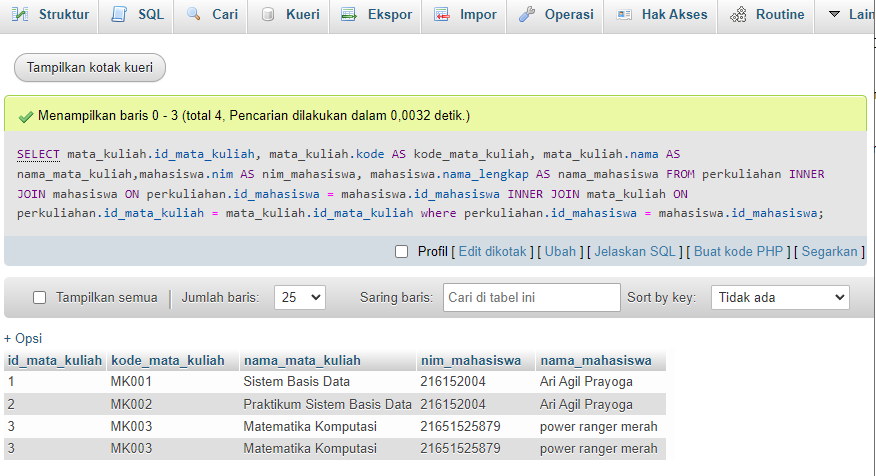 Struktur SQL Cari Kueri Ekspor Impor Operasi Hak Akses Routine Lain
Tampilkan kotak kueri
Menampilkan baris 0 - 3 (total 4, Pencarian dilakukan dalam 0,0032 detik.)
SELECT mata_kuliah.id_mata_kuliah, mata_kuliah.kode AS kode_mata_kuliah, mata_kuliah.nama AS
nama_mata_kuliah,mahasiswa.nim AS nim_mahasiswa, mahasiswa.nama_lengkap AS nama_mahasiswa FROM perkuliahan INNER
JOIN mahasiswa ON perkuliahan.id_mahasiswa = mahasiswa.id_mahasiswa INNER JOIN mata_kuliah ON
perkuliahan.id_mata_kuliah = mata_kuliah.id_mata_kuliah where perkuliahan.id_mahasiswa = mahasiswa.id_mahasiswa;
Profil [ Edit dikotak ] [ Ubah ] [ Jelaskan SQL ] [ Buat kode PHP ] [ Segarkan ]
Tampilkan semua Jumlah baris: 25 Saring baris: Cari di tabel ini Sort by key: Tidak ada
+ Opsi
id_mata_kuliah kode_mata_kuliah nama_mata_kuliah nim_mahasiswa nama_mahasiswa
1 MK001 Sistem Basis Data 216152004 Ari Agil Prayoga
2 MK002 Praktikum Sistem Basis Data 216152004 Ari Agil Prayoga
3 MK003 Matematika Komputasi 21651525879 power ranger merah
3 MK003 Matematika Komputasi 21651525879 power ranger merah